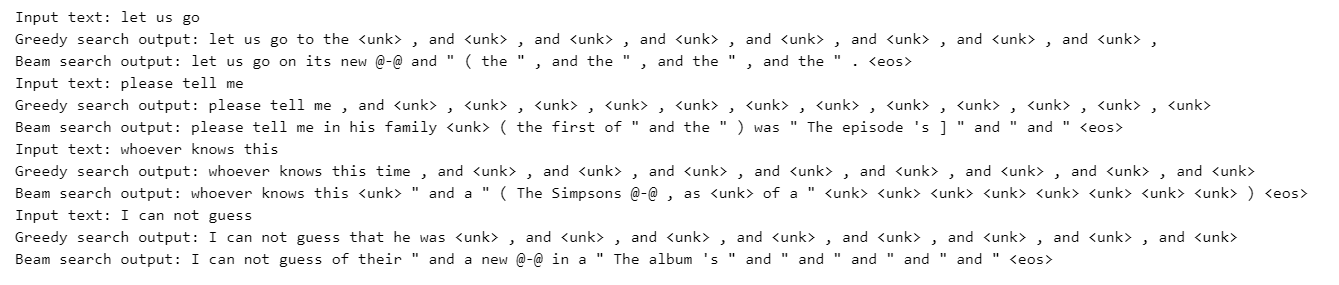 Input text: let us go
Greedy search output: let us go to the <unk> , and <unk> , and <unk> , and <unk> , and <unk> , and <unk> , and <unk> , and <unk> ,
Beam search output: let us go on its new @-@ and " ( the " , and the " , and the " , and the " . <eos>
Input text: please tell me
Greedy search output: please tell me , and <unk> , <unk> , <unk> , <unk> , <unk> , <unk> , <unk> , <unk> , <unk> , <unk> , <unk> , <unk>
Beam search output: please tell me in his family <unk> ( the first of " and the " ) was " The episode 's ] " and " and " <eos>
Input text: whoever knows this
Greedy search output: whoever knows this time , and <unk> , and <unk> , and <unk> , and <unk> , and <unk> , and <unk> , and <unk> , and <unk>
Beam search output: whoever knows this <unk> " and a " ( The Simpsons @-@ , as <unk> of a " <unk> <unk> <unk> <unk> <unk> <unk> <unk> <unk> ) <eos>
Input text: I can not guess
Greedy search output: I can not guess that he was <unk> , and <unk> , and <unk> , and <unk> , and <unk> , and <unk> , and <unk> , and <unk>
Beam search output: I can not guess of their " and a new @-@ in a " The album 's " and " and " and " and " and " <eos>